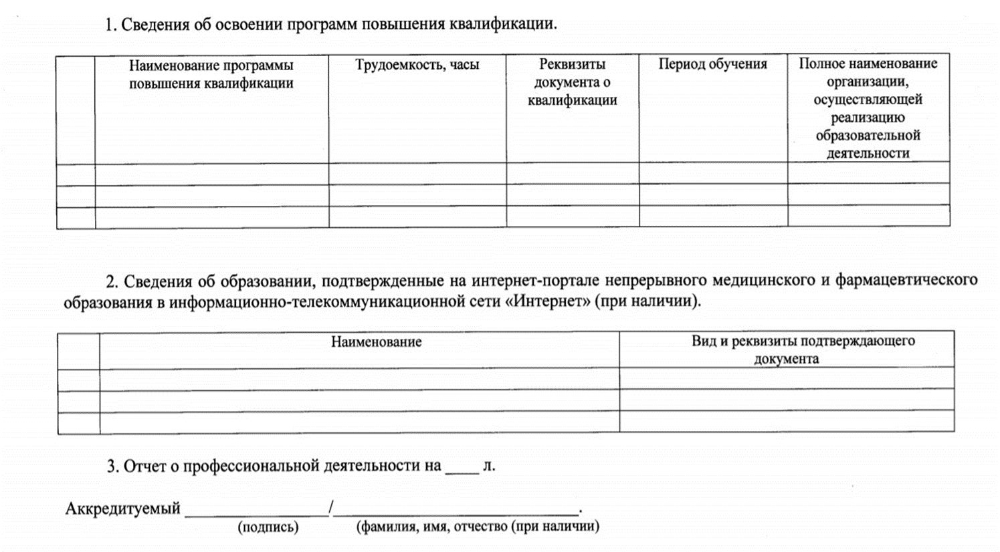 1. Сведения об освоении программ повышения квалификации.
Наименование программы
повышения квалификации
Трудоемкость, часы
Реквизиты
документа о
квалификации
Период обучения
Полное наименование
организации,
осуществляющей
реализацию
образовательной
деятельности
2. Сведения об образовании, подтвержденные на интернет-портале непрерывного медицинского и фармацевтического
образования в информационно-телекоммуникационной сети «Интернет» (при наличии).
Наименование
Вид и реквизиты подтверждающего
документа
3. Отчет о профессиональной деятельности на ____ л.
Аккредитуемый ________________/___________________________.
(подпись) (фамилия, имя, отчество (при наличии)